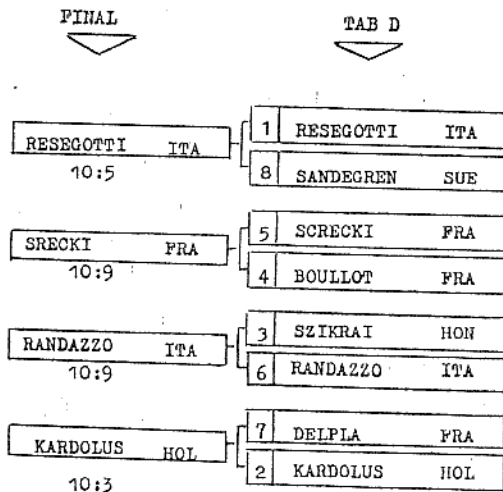 FINAL
TAB D
RESEGOTTI ITA
10:5
1 RESEGOTTI ITA
8 SANDEGREN SUE
SRECKI FRA
10:9
5 SCRECKI FRA
4 BOULLOT FRA
RANDAZZO ITA
10:9
3 SZIKRAI HON
6 RANDAZZO ITA
KARDOLUS HOL
10:3
7 DELPLA FRA
2 KARDOLUS HOL